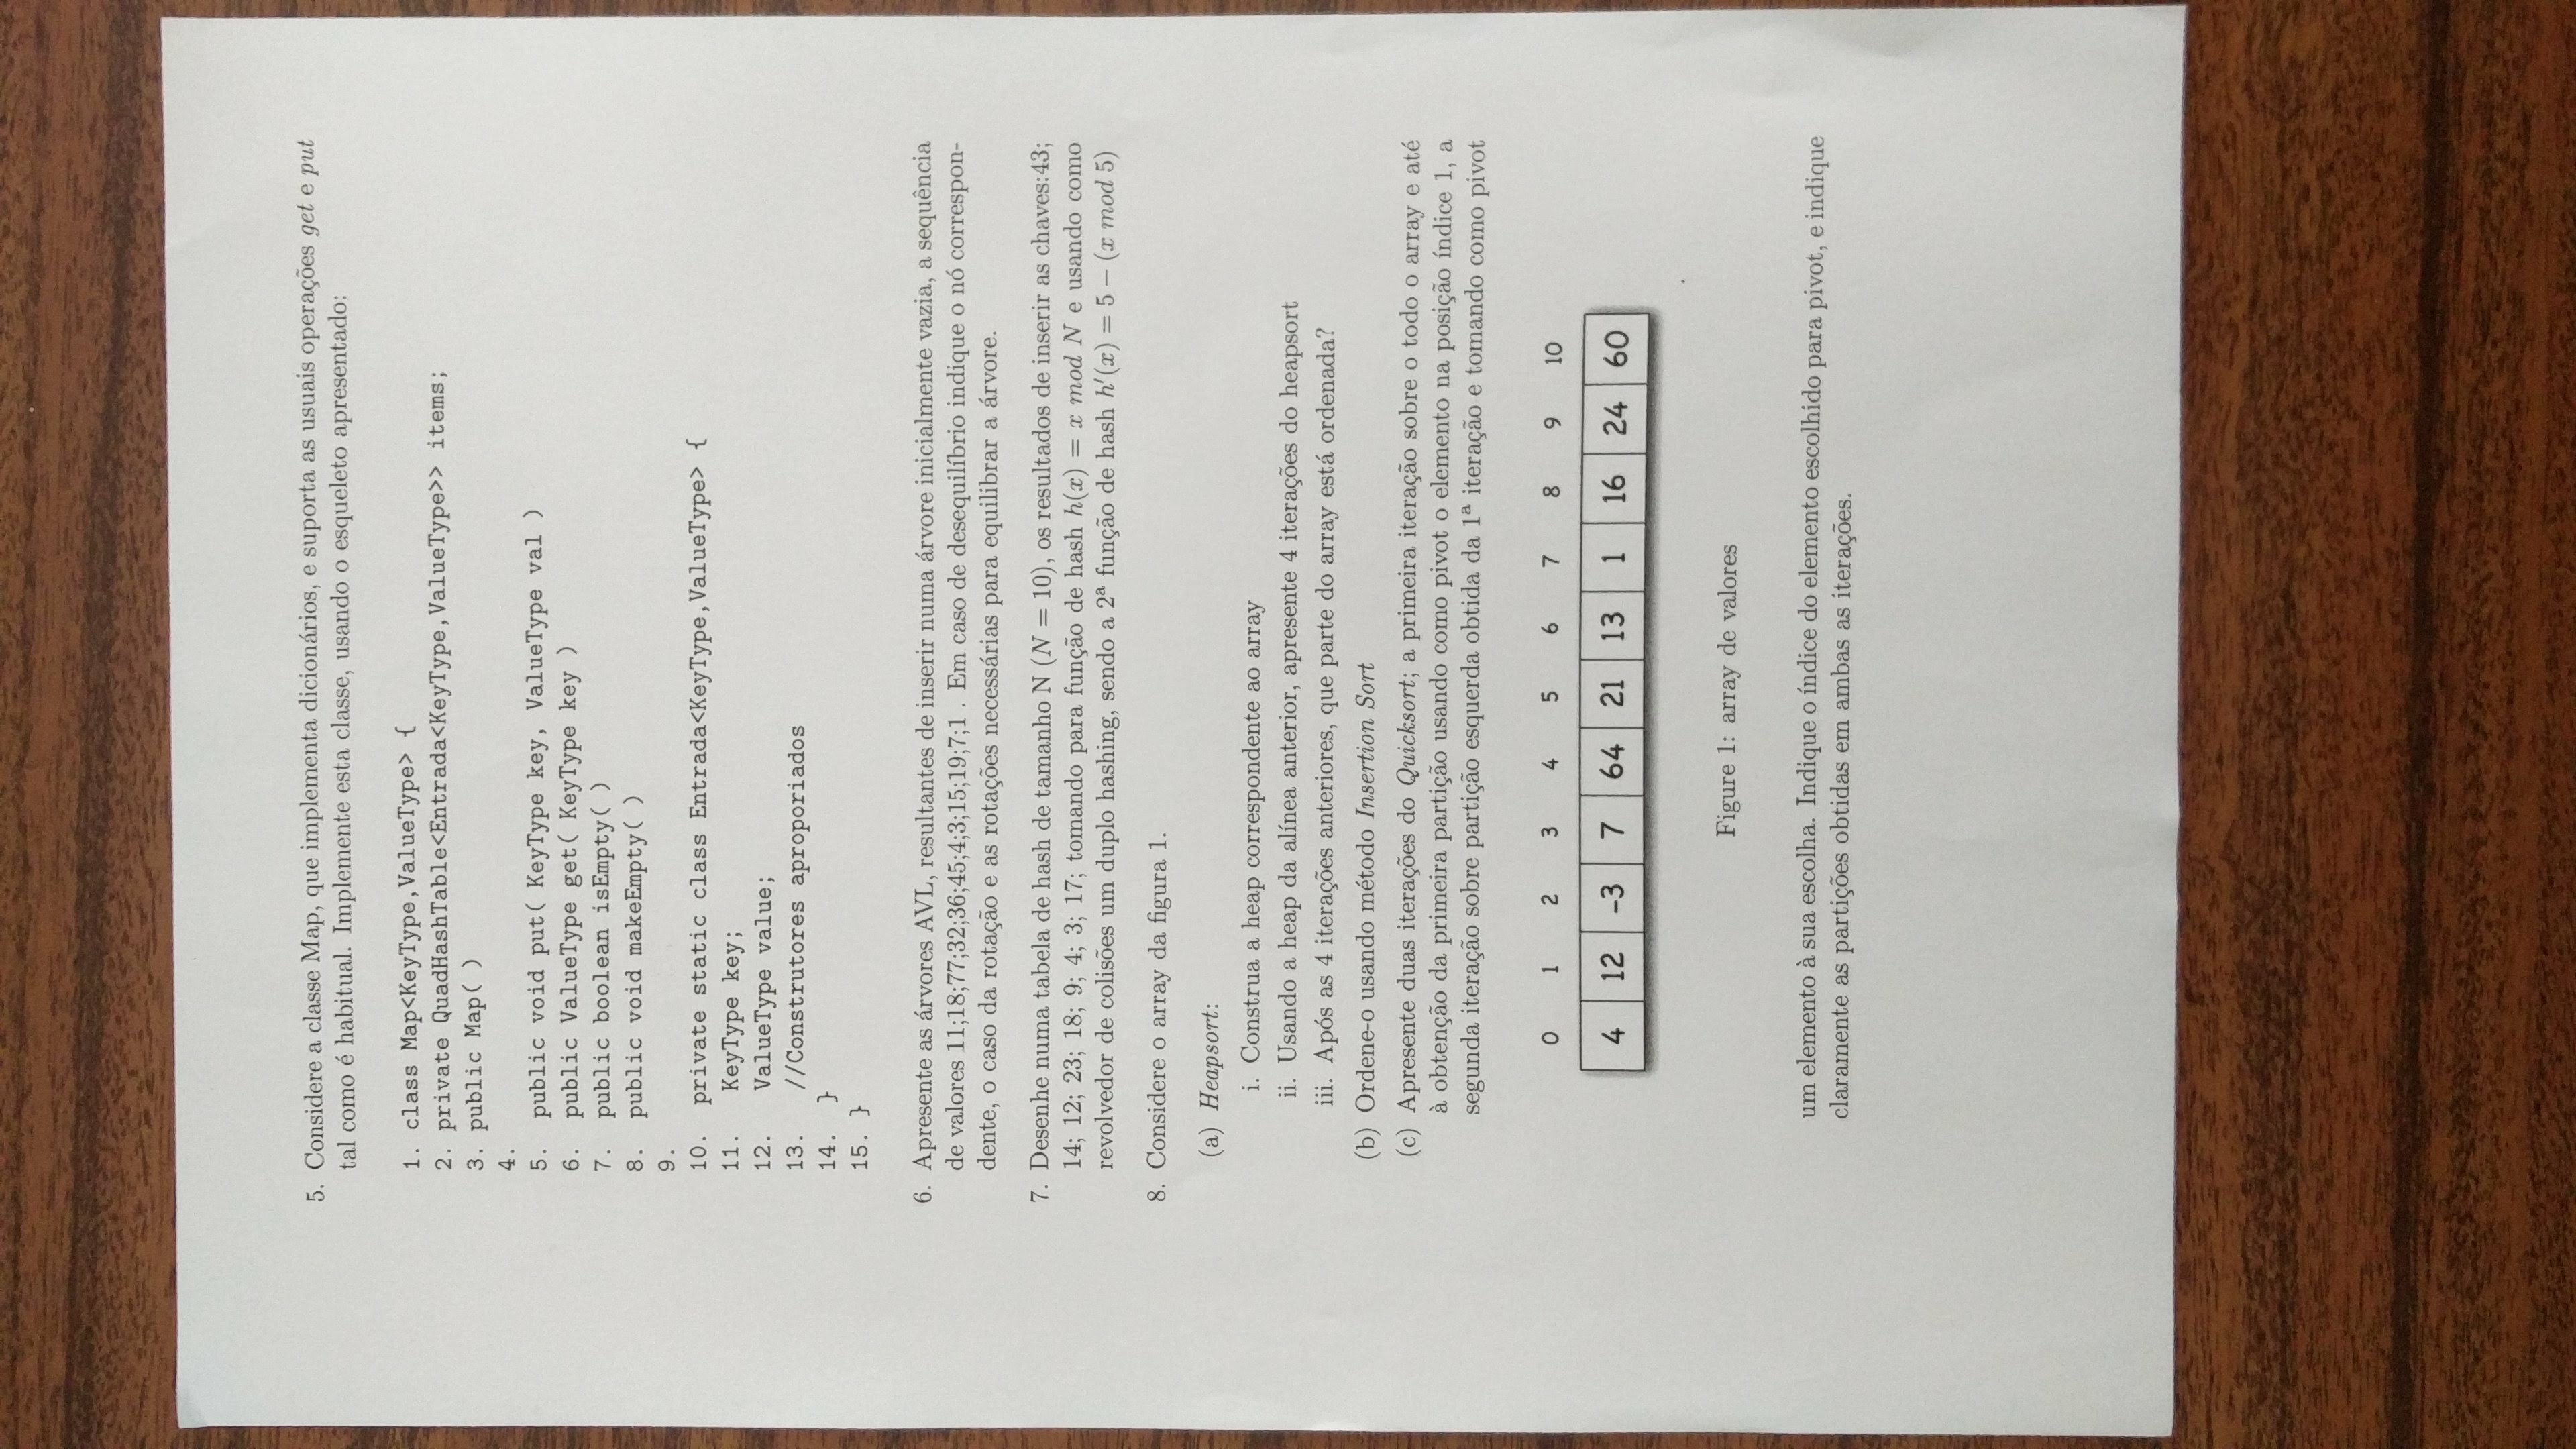 5. Considere a classe Map, que implementa dicionários, e suporta as usuais operações get e put
tal como é habitual. Implemente esta classe, usando o esqueleto apresentado:
1. class Map<KeyType,ValueType> {
2. private QuadHashTable<Entrada<KeyType,ValueType>> items;
3. public Map( )
4.
5. public void put( KeyType key, ValueType val )
6. public ValueType get( KeyType key )
7. public boolean isEmpty( )
8. public void makeEmpty( )
9.
10. private static class Entrada<KeyType,ValueType> {
11. KeyType key;
12. ValueType value;
13. //Construtores aproporiados
14. }
15. }
6. Apresente as árvores AVL, resultantes de inserir numa árvore inicialmente vazia, a sequência
de valores 11;18;77;32;36;45;4;3;15;19;7;1 . Em caso de desequilíbrio indique o nó correspon-
dente, o caso da rotação e as rotações necessárias para equilibrar a árvore.
7. Desenhe numa tabela de hash de tamanho N (N = 10), os resultados de inserir as chaves:43;
14; 12; 23; 18; 9; 4; 3; 17; tomando para função de hash h(x) = x mod N e usando como
revolvedor de colisões um duplo hashing, sendo a 2ª função de hash h′(x) = 5 − (x mod 5)
8. Considere o array da figura 1.
(a) Heapsort:
i. Construa a heap correspondente ao array
ii. Usando a heap da alínea anterior, apresente 4 iterações do heapsort
iii. Após as 4 iterações anteriores, que parte do array está ordenada?
(b) Ordene-o usando método Insertion Sort
(c) Apresente duas iterações do Quicksort; a primeira iteração sobre o todo o array e até
à obtenção da primeira partição usando como pivot o elemento na posição índice 1, a
segunda iteração sobre partição esquerda obtida da 1ª iteração e tomando como pivot
0 1 2 3 4 5 6 7 8 9 10
4 12 -3 7 64 21 13 1 16 24 60
Figure 1: array de valores
um elemento à sua escolha. Indique o índice do elemento escolhido para pivot, e indique
claramente as partições obtidas em ambas as iterações.